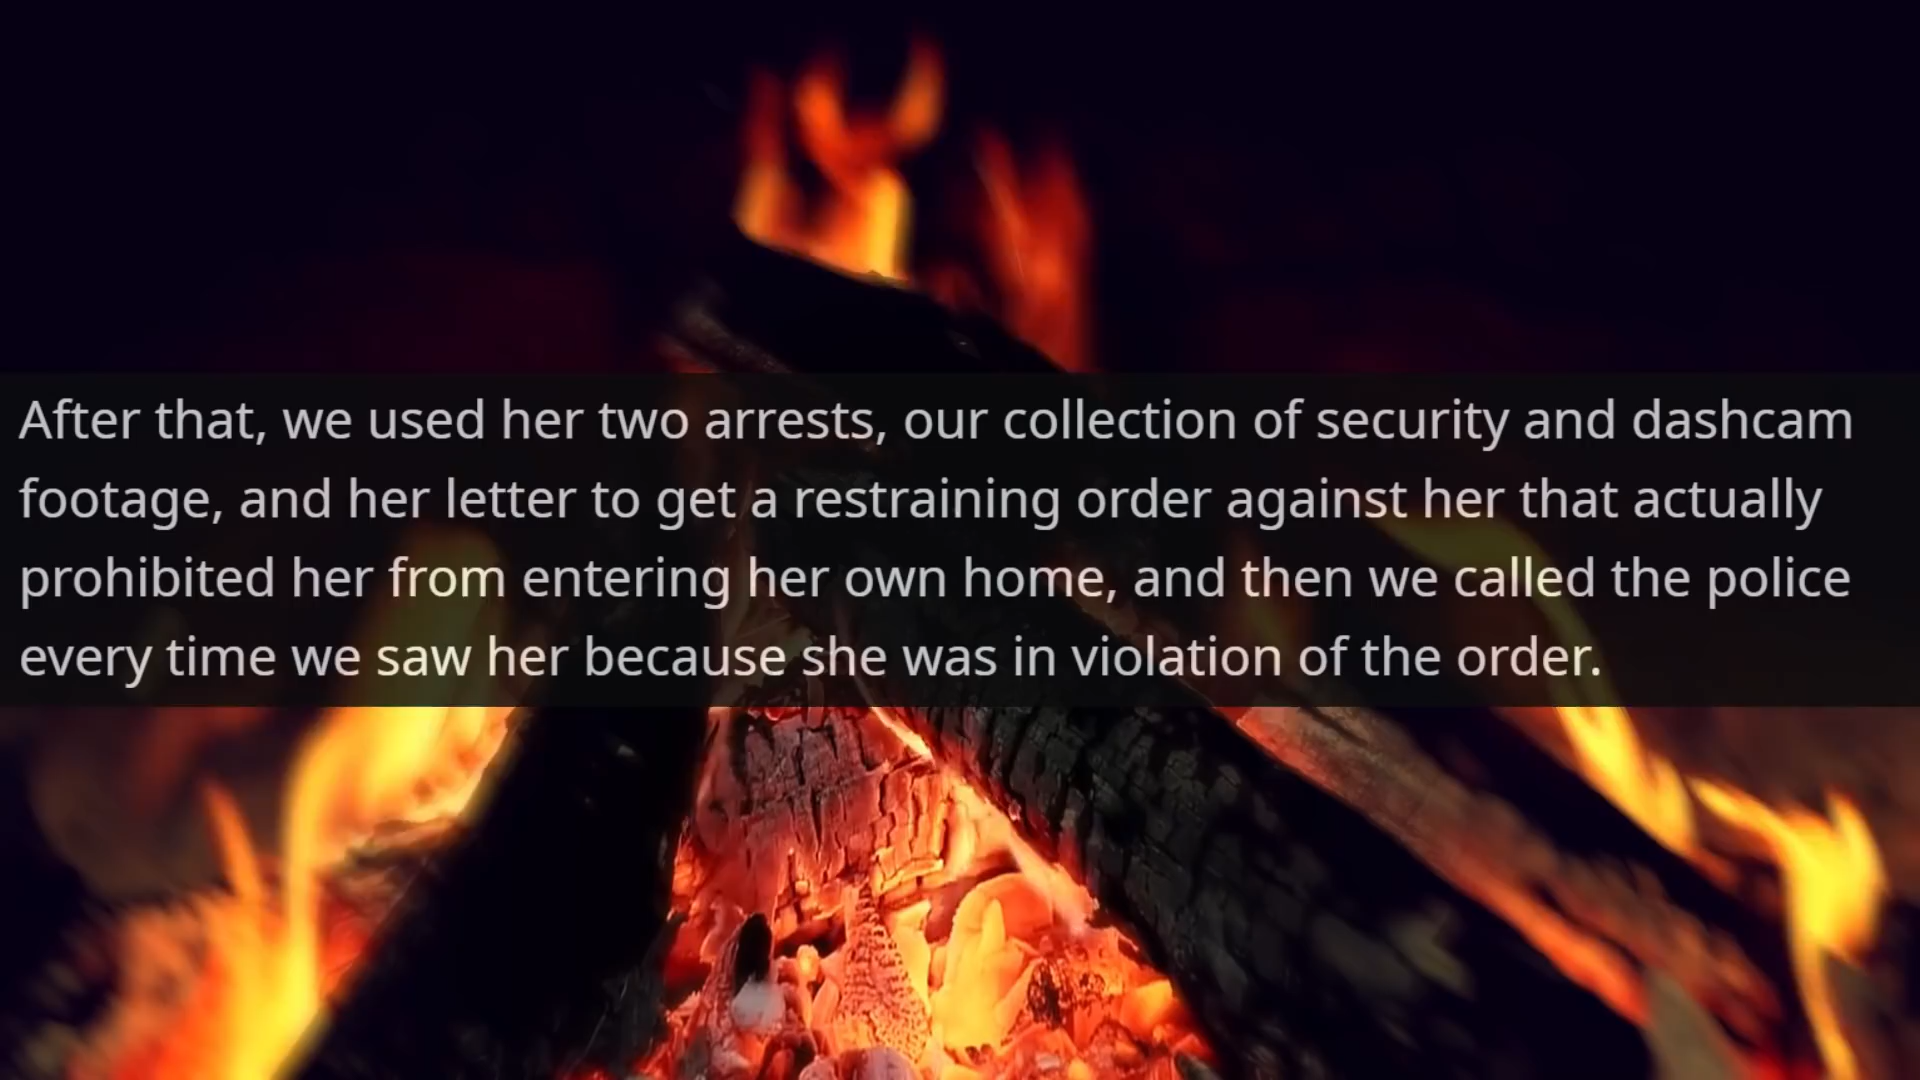 After that, we used her two arrests, our collection of security and dashcam
footage, and her letter to get a restraining order against her that actually
prohibited her from entering her own home, and then we called the police
every time we saw her because she was in violation of the order.